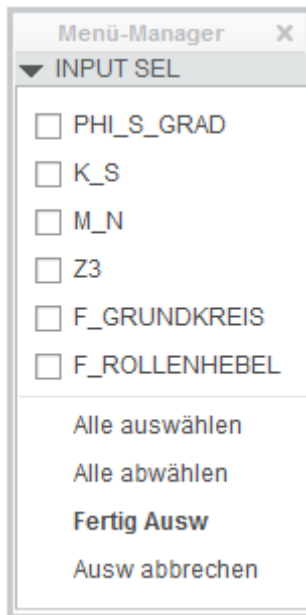 Menü-Manager
INPUT SEL
PHI_S_GRAD
K_S
M_N
Z3
F_GRUNDKREIS
F_ROLLENHEBEL
Alle auswählen
Alle abwählen
Fertig Ausw
Ausw abbrechen